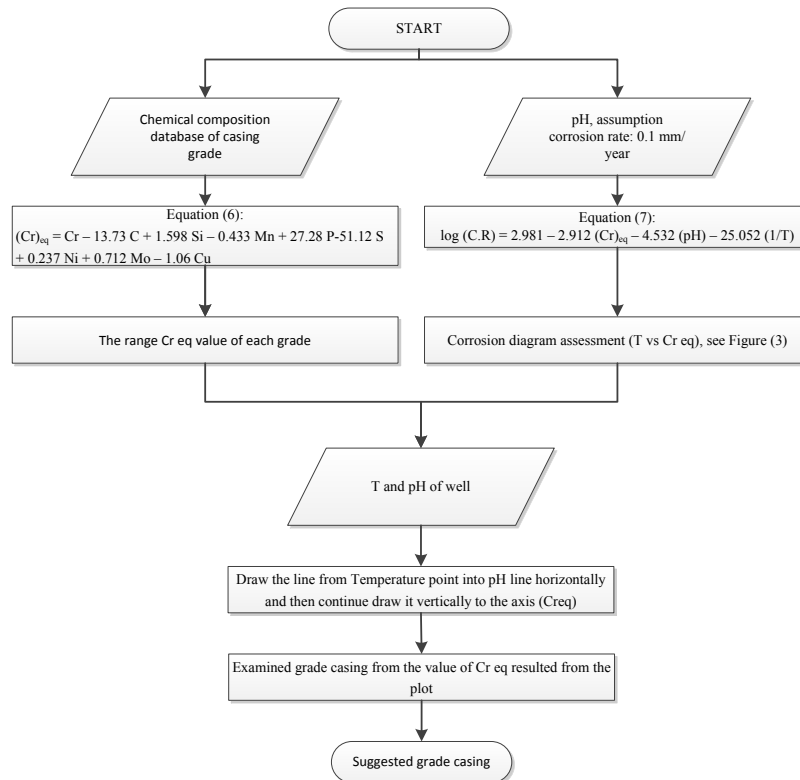 START
Chemical composition
database of casing
grade
pH, assumption
corrosion rate: 0.1 mm/
year
Equation (6):
(Cr)eq = Cr – 13.73 C + 1.598 Si – 0.433 Mn + 27.28 P-51.12 S
+ 0.237 Ni + 0.712 Mo – 1.06 Cu
Equation (7):
log (C.R) = 2.981 – 2.912 (Cr)eq – 4.532 (pH) – 25.052 (1/T)
The range Cr eq value of each grade
Corrosion diagram assessment (T vs Cr eq), see Figure (3)
T and pH of well
Draw the line from Temperature point into pH line horizontally
and then continue draw it vertically to the axis (Creq)
Examined grade casing from the value of Cr eq resulted from the
plot
Suggested grade casing